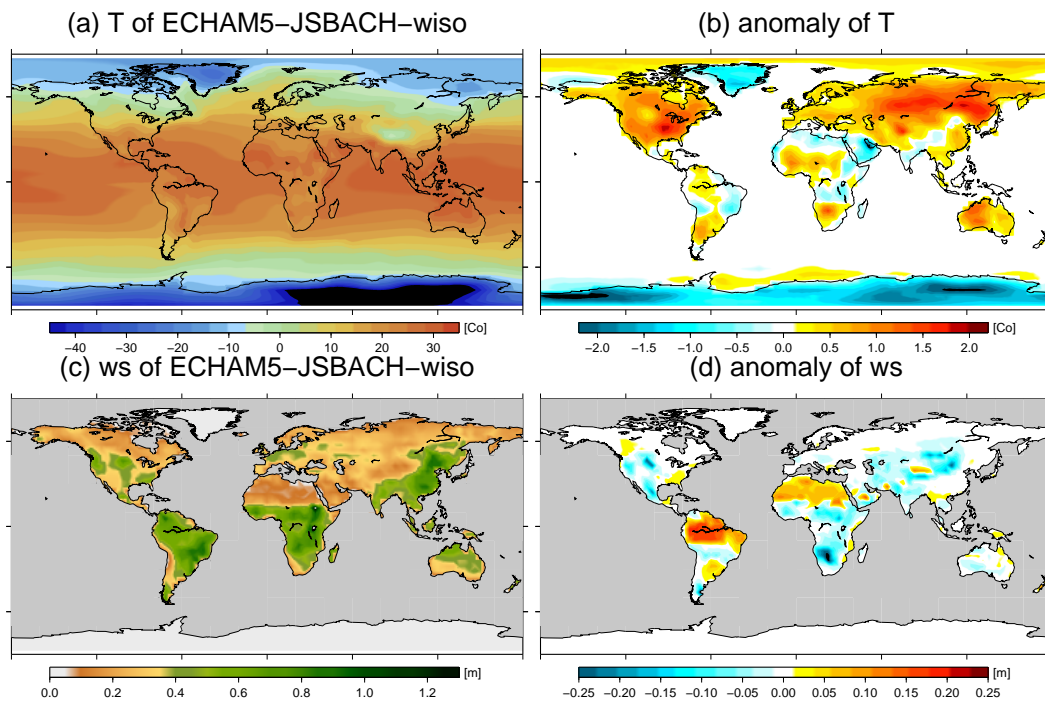 (a) T of ECHAM5−JSBACH−wiso
(b) anomaly of T
[Co]
−40 −30 −20 −10 0 10 20 30
[Co]
−2.0 −1.5 −1.0 −0.5 0.0 0.5 1.0 1.5 2.0
(c) ws of ECHAM5−JSBACH−wiso
(d) anomaly of ws
[m]
0.0 0.2 0.4 0.6 0.8 1.0 1.2
[m]
−0.25 −0.20 −0.15 −0.10 −0.05 0.00 0.05 0.10 0.15 0.20 0.25